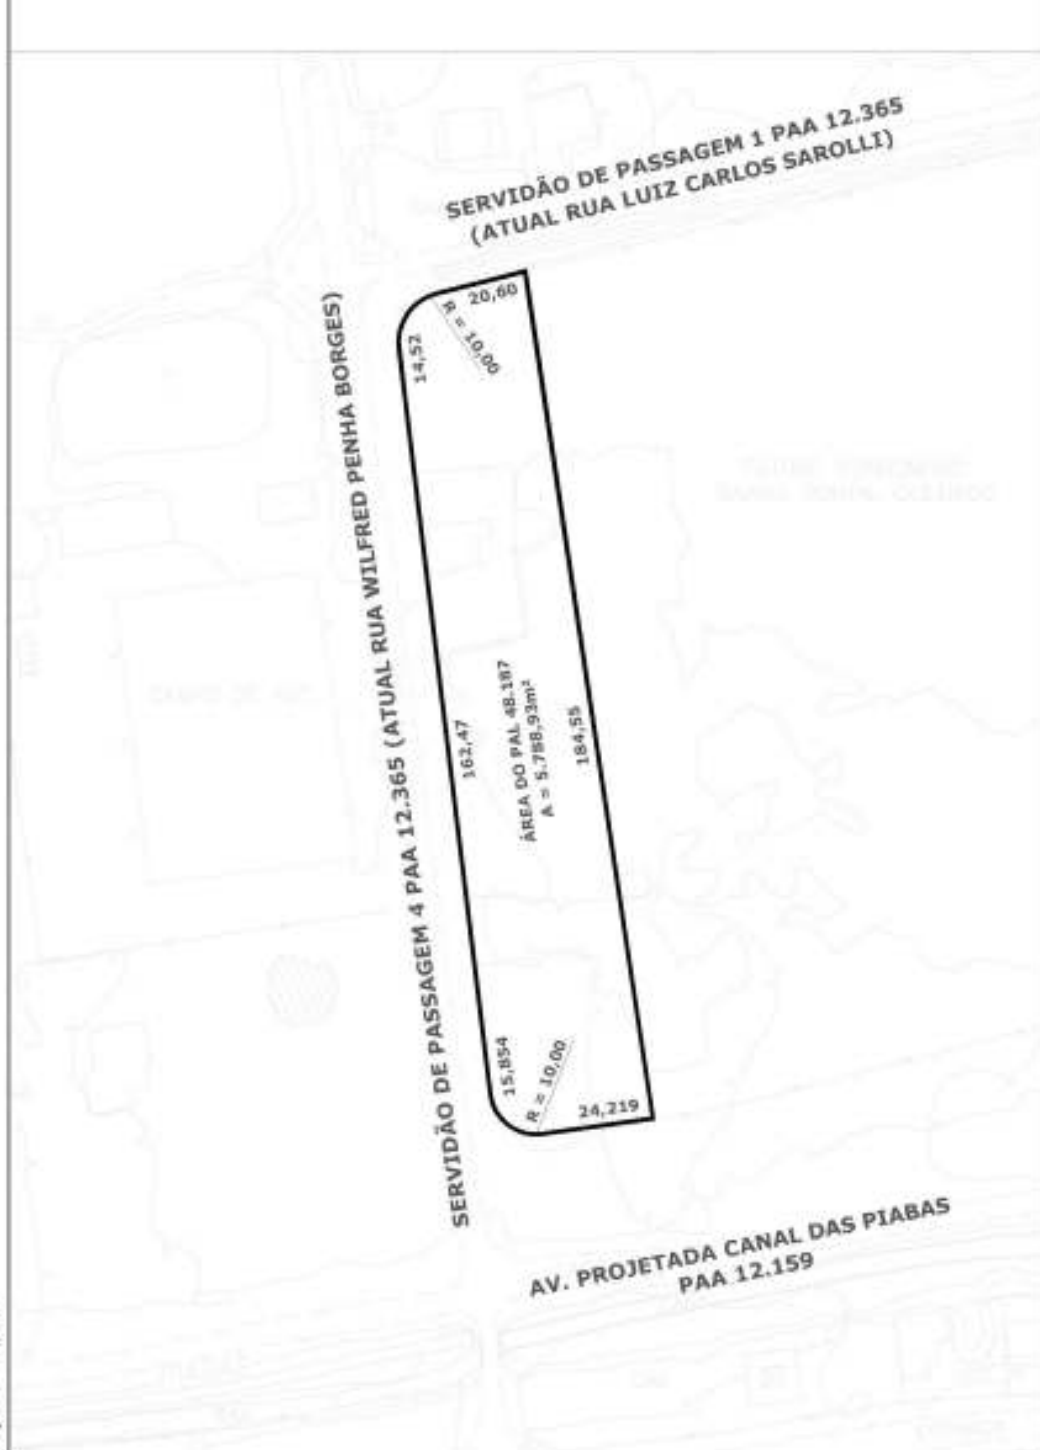 SERVIDÃO DE PASSAGEM 1 PAA 12.365
(ATUAL RUA LUIZ CARLOS SAROLLI)
20,60
R = 10,00
14,52
SERVIDÃO DE PASSAGEM 4 PAA 12.365 (ATUAL RUA WILFRED PENHA BORGES)
162,47
ÁREA DO PAL 48.187
A = 5.788,93m²
184,55
15,854
R = 10,00
24,219
AV. PROJETADA CANAL DAS PIABAS
PAA 12.159